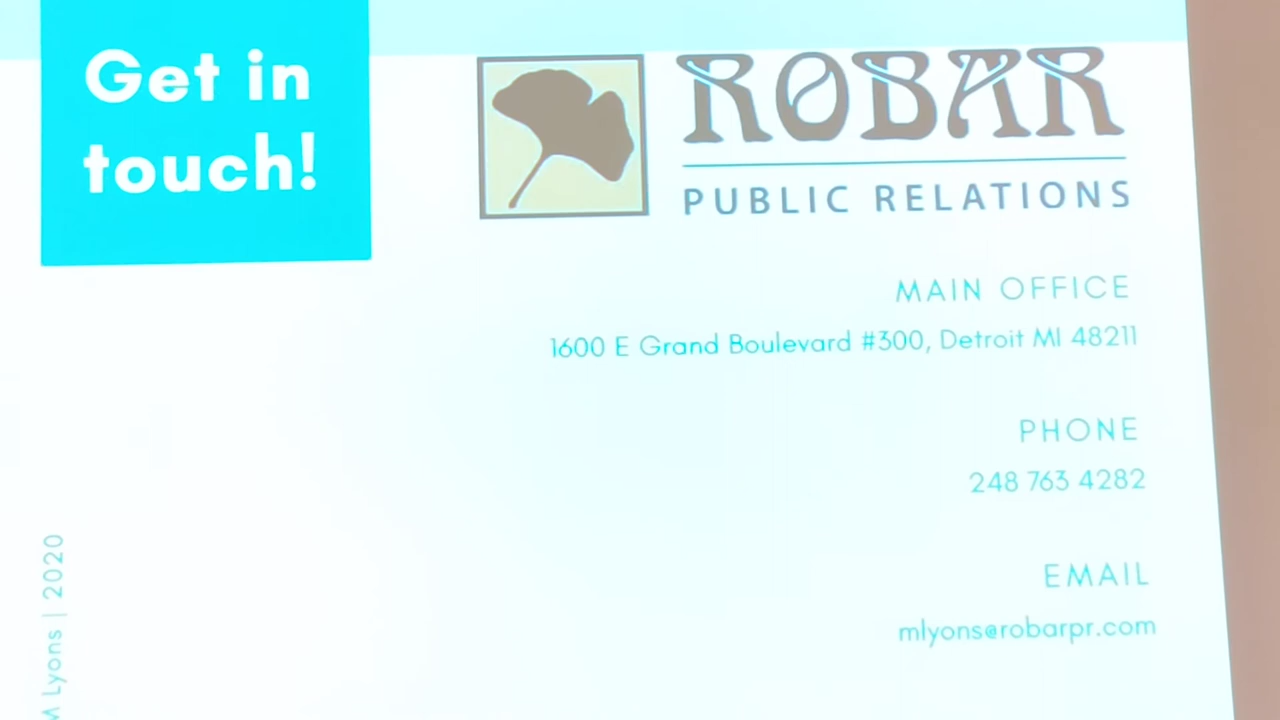 Get in
touch!
ROBAR
PUBLIC RELATIONS
MAIN OFFICE
1600 E Grand Boulevard #300, Detroit MI 48211
PHONE
248 763 4282
EMAIL
mlyons@robarpr.com
M Lyons | 2020